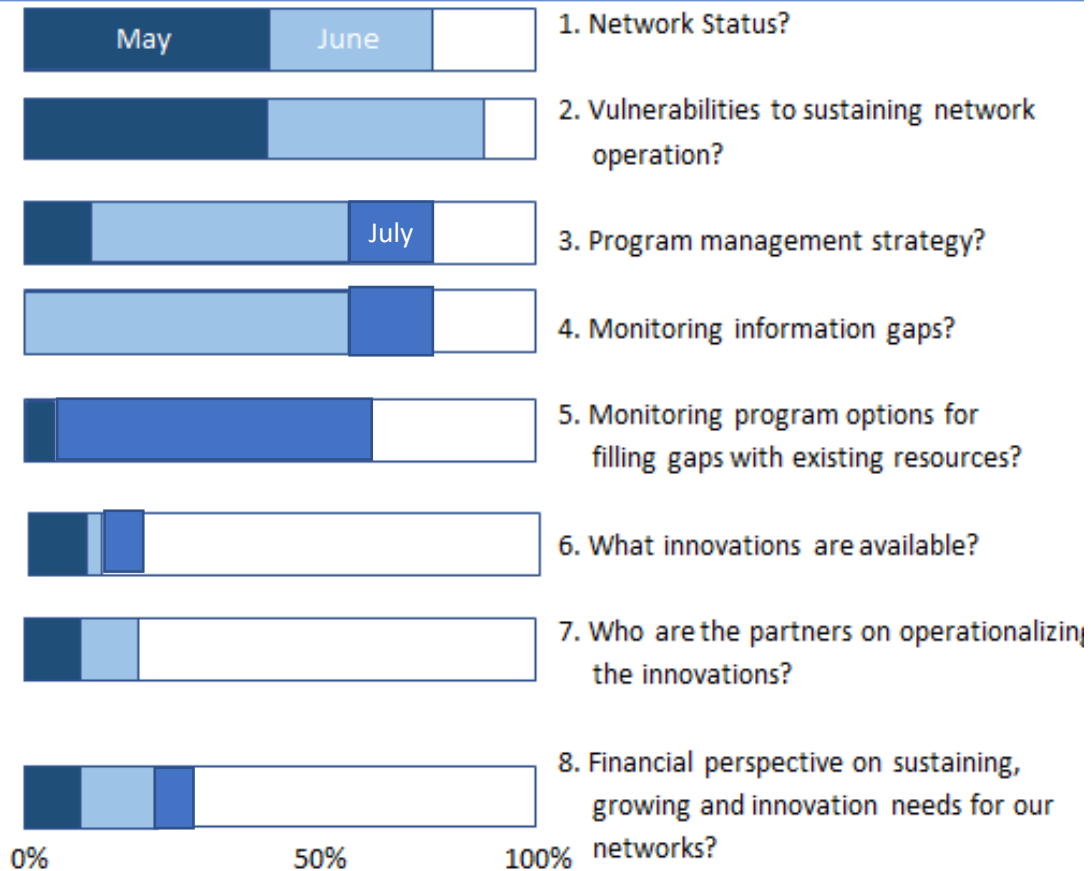 May
June
1. Network Status?
2. Vulnerabilities to sustaining network
operation?
July
3. Program management strategy?
4. Monitoring information gaps?
5. Monitoring program options for
filling gaps with existing resources?
6. What innovations are available?
7. Who are the partners on operationalizing
the innovations?
8. Financial perspective on sustaining,
growing and innovation needs for our
networks?
0%
50%
100%